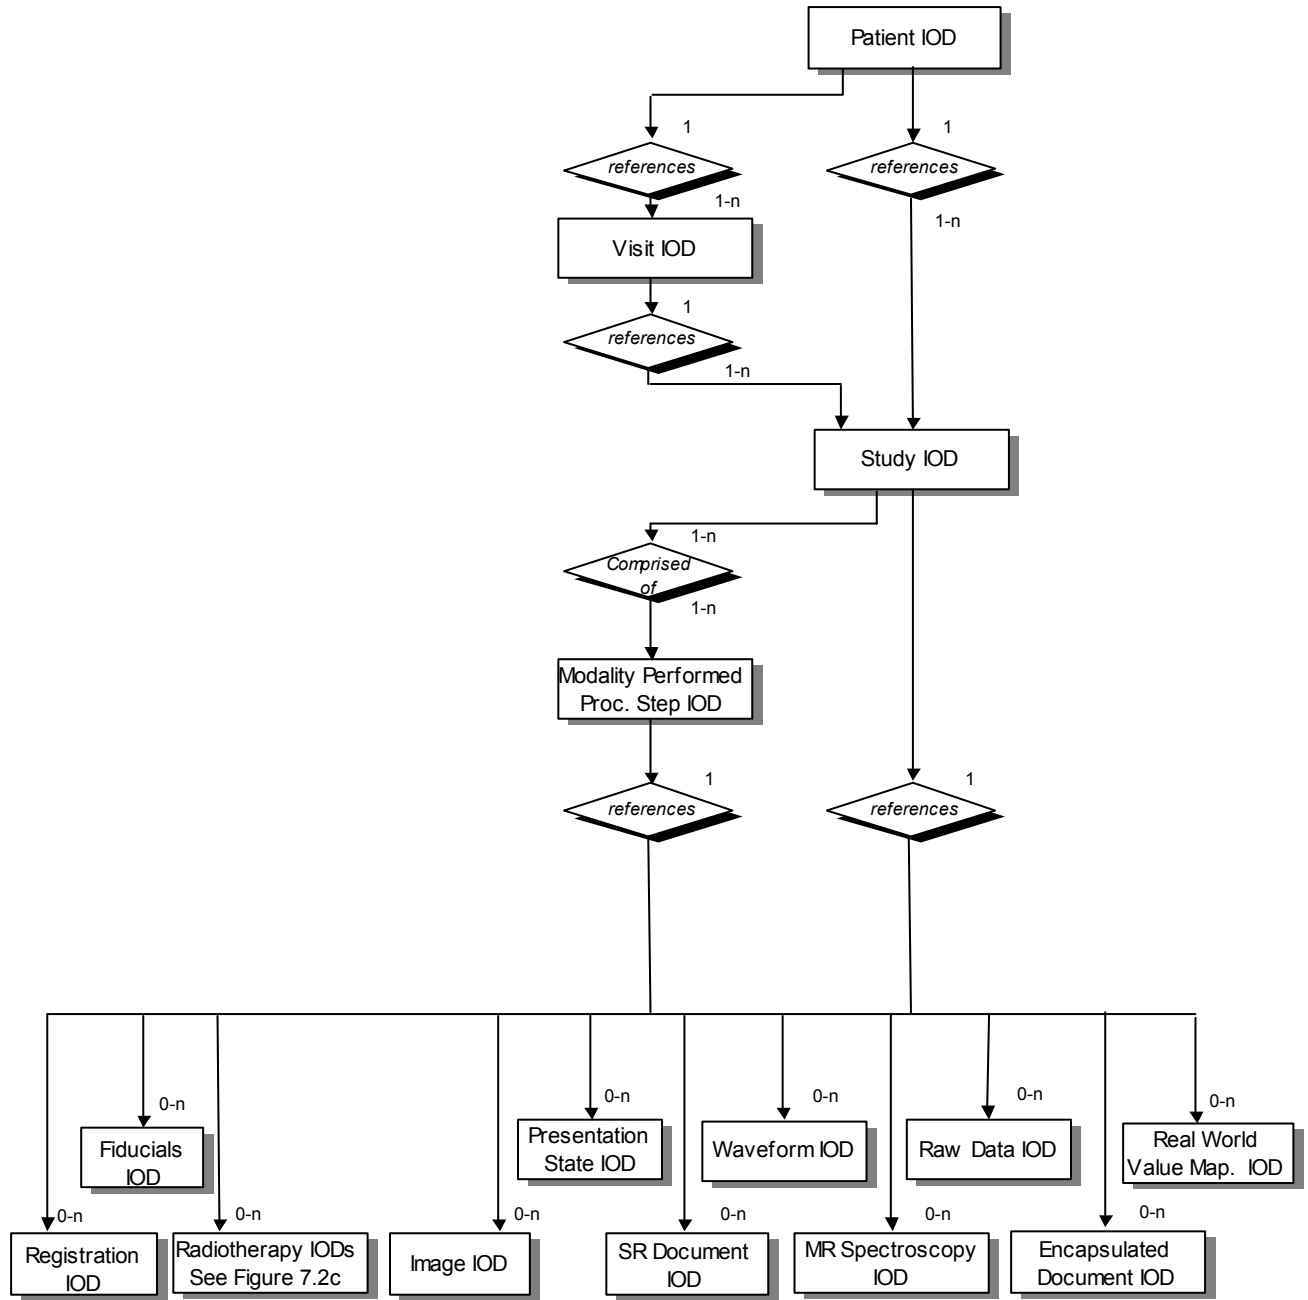 Patient IOD
1
1
references
references
1-n
1-n
Visit IOD
1
references
1-n
Study IOD
1-n
Comprised
of
1-n
Modality Performed
Proc. Step IOD
1
1
references
references
0-n
0-n
0-n
0-n
0-n
Fiducials
IOD
Presentation
State IOD
Waveform IOD
Raw Data IOD
Real World
Value Map. IOD
0-n
0-n
0-n
0-n
0-n
0-n
Registration
IOD
Radiotherapy IODs
See Figure 7.2c
Image IOD
SR Document
IOD
MR Spectroscopy
IOD
Encapsulated
Document IOD